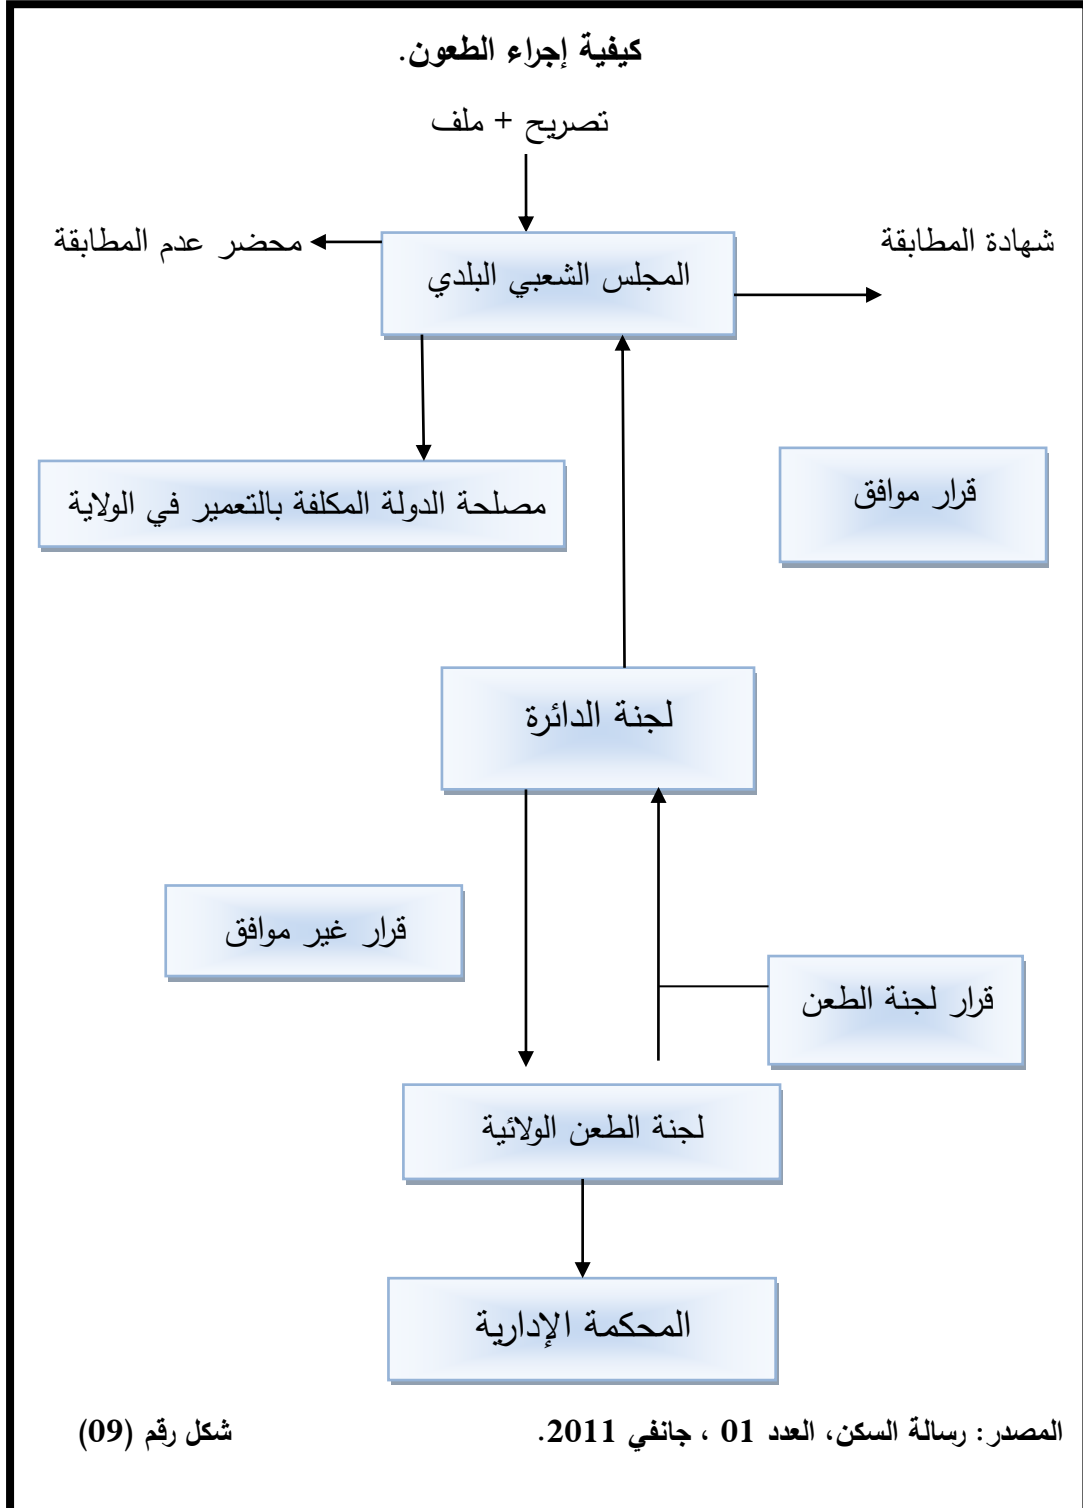 كيفية إجراء الطعون.
تصريح + ملف
شهادة المطابقة
محضر عدم المطابقة
المجلس الشعبي البلدي
قرار موافق
مصلحة الدولة المكلفة بالتعمير في الولاية
لجنة الدائرة
قرار غير موافق
قرار لجنة الطعن
لجنة الطعن الولائية
المحكمة الإدارية
المصدر: رسالة السكن، العدد 01 ، جانفي 2011.
شكل رقم (09)